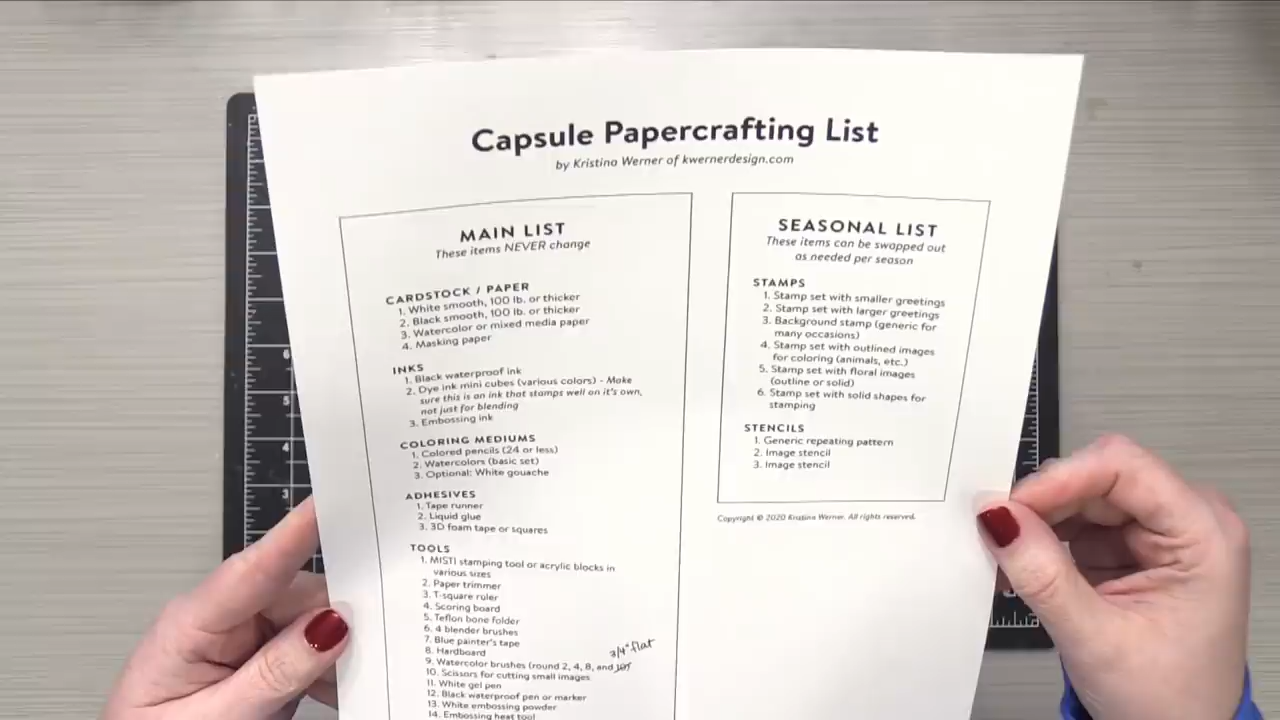 Capsule Papercrafting List
by Kristina Werner of kwernerdesign.com
MAIN LIST
These items NEVER change
CARDSTOCK / PAPER
1. White smooth, 100 lb. or thicker
2. Black smooth, 100 lb. or thicker
3. Watercolor or mixed media paper
4. Masking paper
INKS
1. Black waterproof ink
2. Dye ink mini cubes (various colors) - Make
sure this is an ink that stamps well on it's own,
not just for blending
3. Embossing ink
COLORING MEDIUMS
1. Colored pencils (24 or less)
2. Watercolors (basic set)
3. Optional: White gouache
ADHESIVES
1. Tape runner
2. Liquid glue
3. 3D foam tape or squares
TOOLS
1. MISTI stamping tool or acrylic blocks in
various sizes
2. Paper trimmer
3. T-square ruler
4. Scoring board
5. Teflon bone folder
6. 4 blender brushes
7. Blue painter's tape
8. Hardboard
3/4" flat
9. Watercolor brushes (round 2, 4, 8, and 10)
10. Scissors for cutting small images
11. White gel pen
12. Black waterproof pen or marker
13. White embossing powder
14. Embossing heat tool
SEASONAL LIST
These items can be swapped out
as needed per season
STAMPS
1. Stamp set with smaller greetings
2. Stamp set with larger greetings
3. Background stamp (generic for
many occasions)
4. Stamp set with outlined images
for coloring (animals, etc.)
5. Stamp set with floral images
(outline or solid)
6. Stamp set with solid shapes for
stamping
STENCILS
1. Generic repeating pattern
2. Image stencil
3. Image stencil
Copyright © 2020 Kristina Werner. All rights reserved.
6
5
4
3